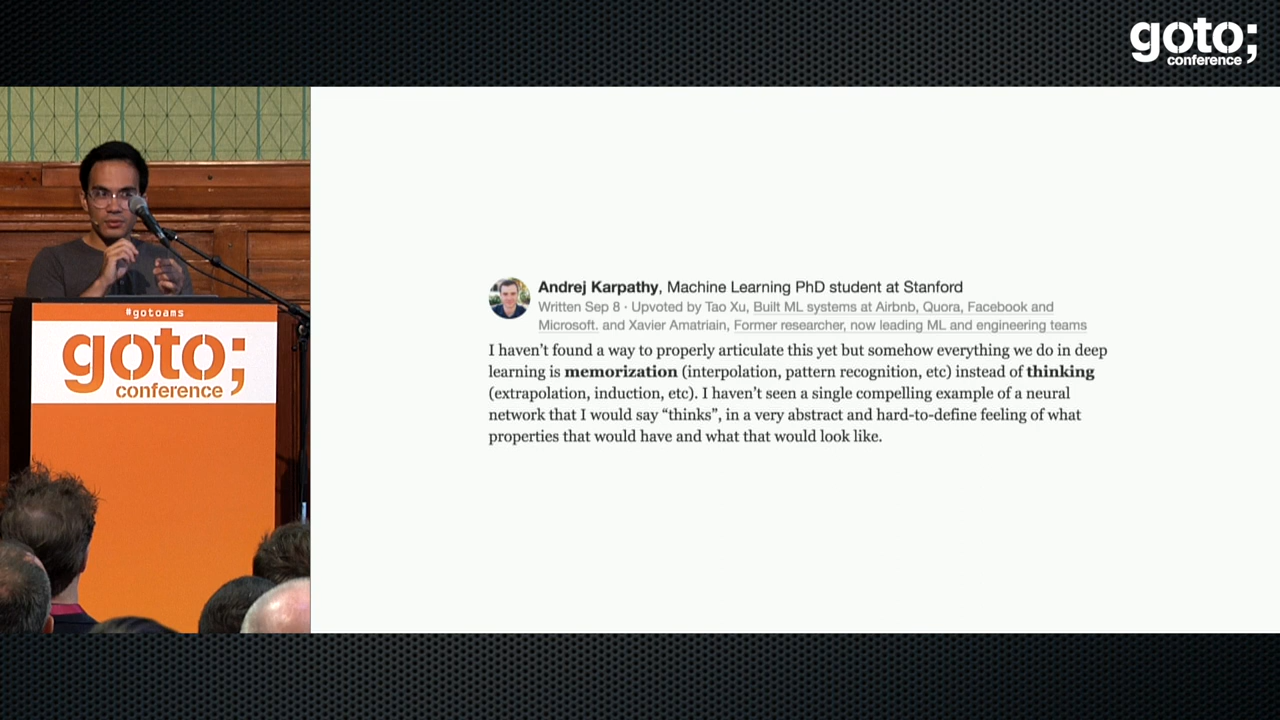 goto;
conference
#gotoams
goto;
conference
Andrej Karpathy, Machine Learning PhD student at Stanford
Written Sep 8 · Upvoted by Tao Xu, Built ML systems at Airbnb, Quora, Facebook and
Microsoft. and Xavier Amatriain, Former researcher, now leading ML and engineering teams
I haven’t found a way to properly articulate this yet but somehow everything we do in deep
learning is memorization (interpolation, pattern recognition, etc) instead of thinking
(extrapolation, induction, etc). I haven’t seen a single compelling example of a neural
network that I would say “thinks”, in a very abstract and hard-to-define feeling of what
properties that would have and what that would look like.